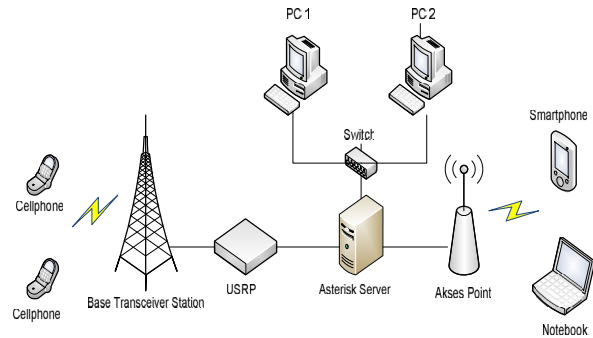 PC 1
PC 2
Switch
Smartphone
Cellphone
Cellphone
Base Transceiver Station
USRP
Asterisk Server
Akses Point
Notebook